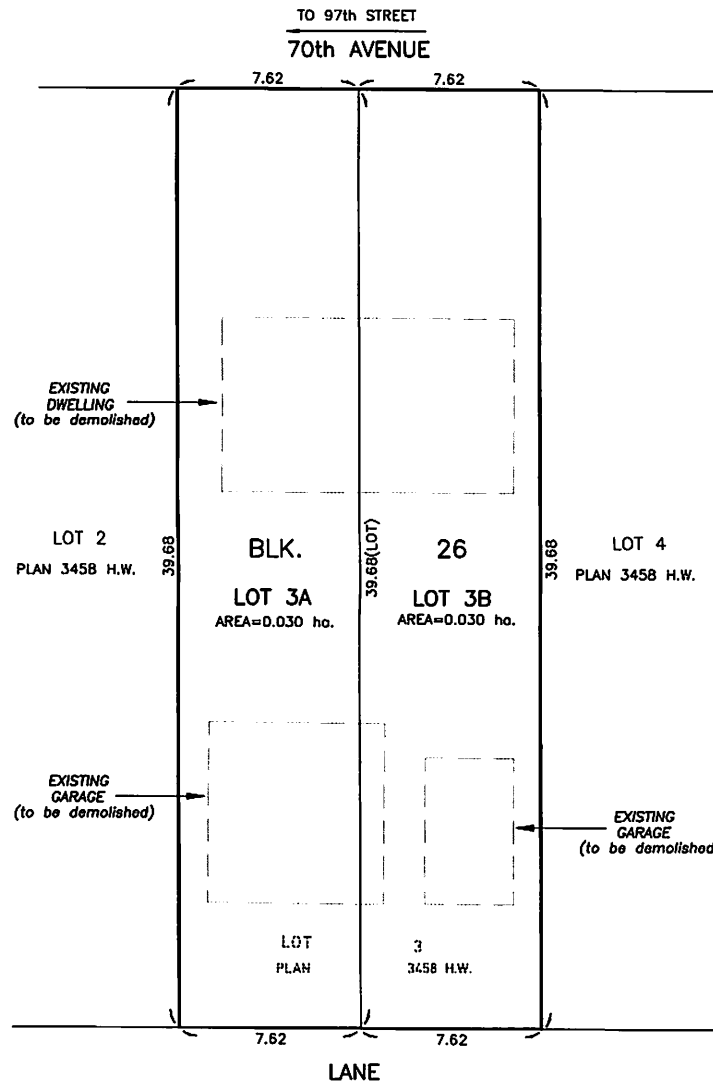 TO 97th STREET
70th AVENUE
7.62 7.62
EXISTING
DWELLING
(to be demolished)
LOT 2
PLAN 3458 H.W.
39.68
BLK. 26
39.68(LOT)
LOT 3A
AREA=0.030 ha.
LOT 3B
AREA=0.030 ha.
39.68
LOT 4
PLAN 3458 H.W.
EXISTING
GARAGE
(to be demolished)
EXISTING
GARAGE
(to be demolished
LOT 3
PLAN 3458 H.W.
7.62 7.62
LANE